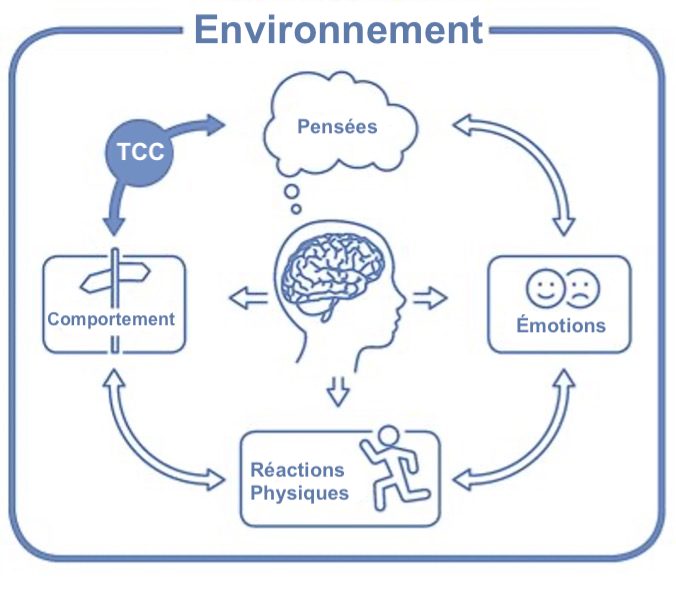 Environnement
Pensées
TCC
Comportement
Émotions
Réactions
Physiques